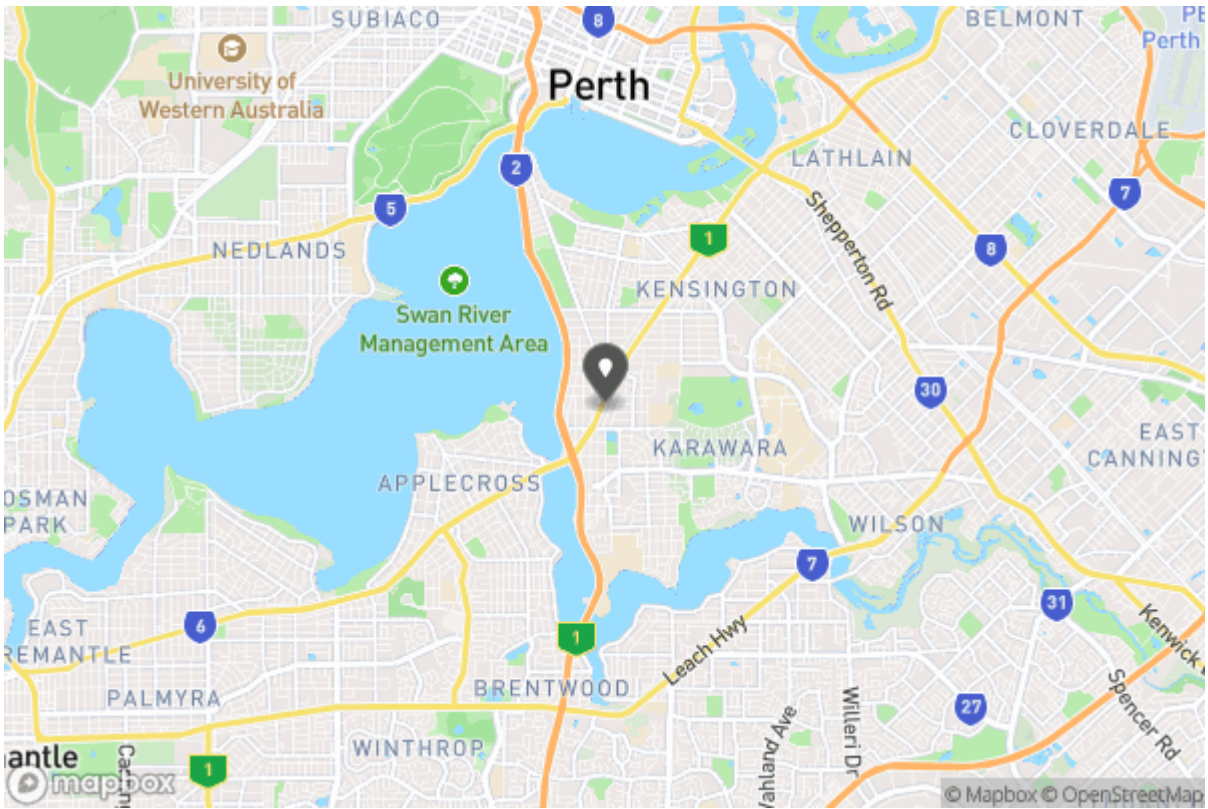 SUBIACO
8
BELMONT
PE
Perth
University of
Western Australia
Perth
CLOVERDALE
LATHLAIN
2
7
5
Shepperton Rd
NEDLANDS
1
8
KENSINGTON
Swan River
Management Area
30
KARAWARA
EAST
CANNINGT
APPLECROSS
OSMAN
PARK
WILSON
7
31
6
EAST
REMANTLE
1
Kenwick
Leach Hwy
BRENTWOOD
PALMYRA
Spencer Rd
27
Willeri Dr
Vahland Ave
WINTHROP
antle
1
mapbox
© Mapbox © OpenStreetMap